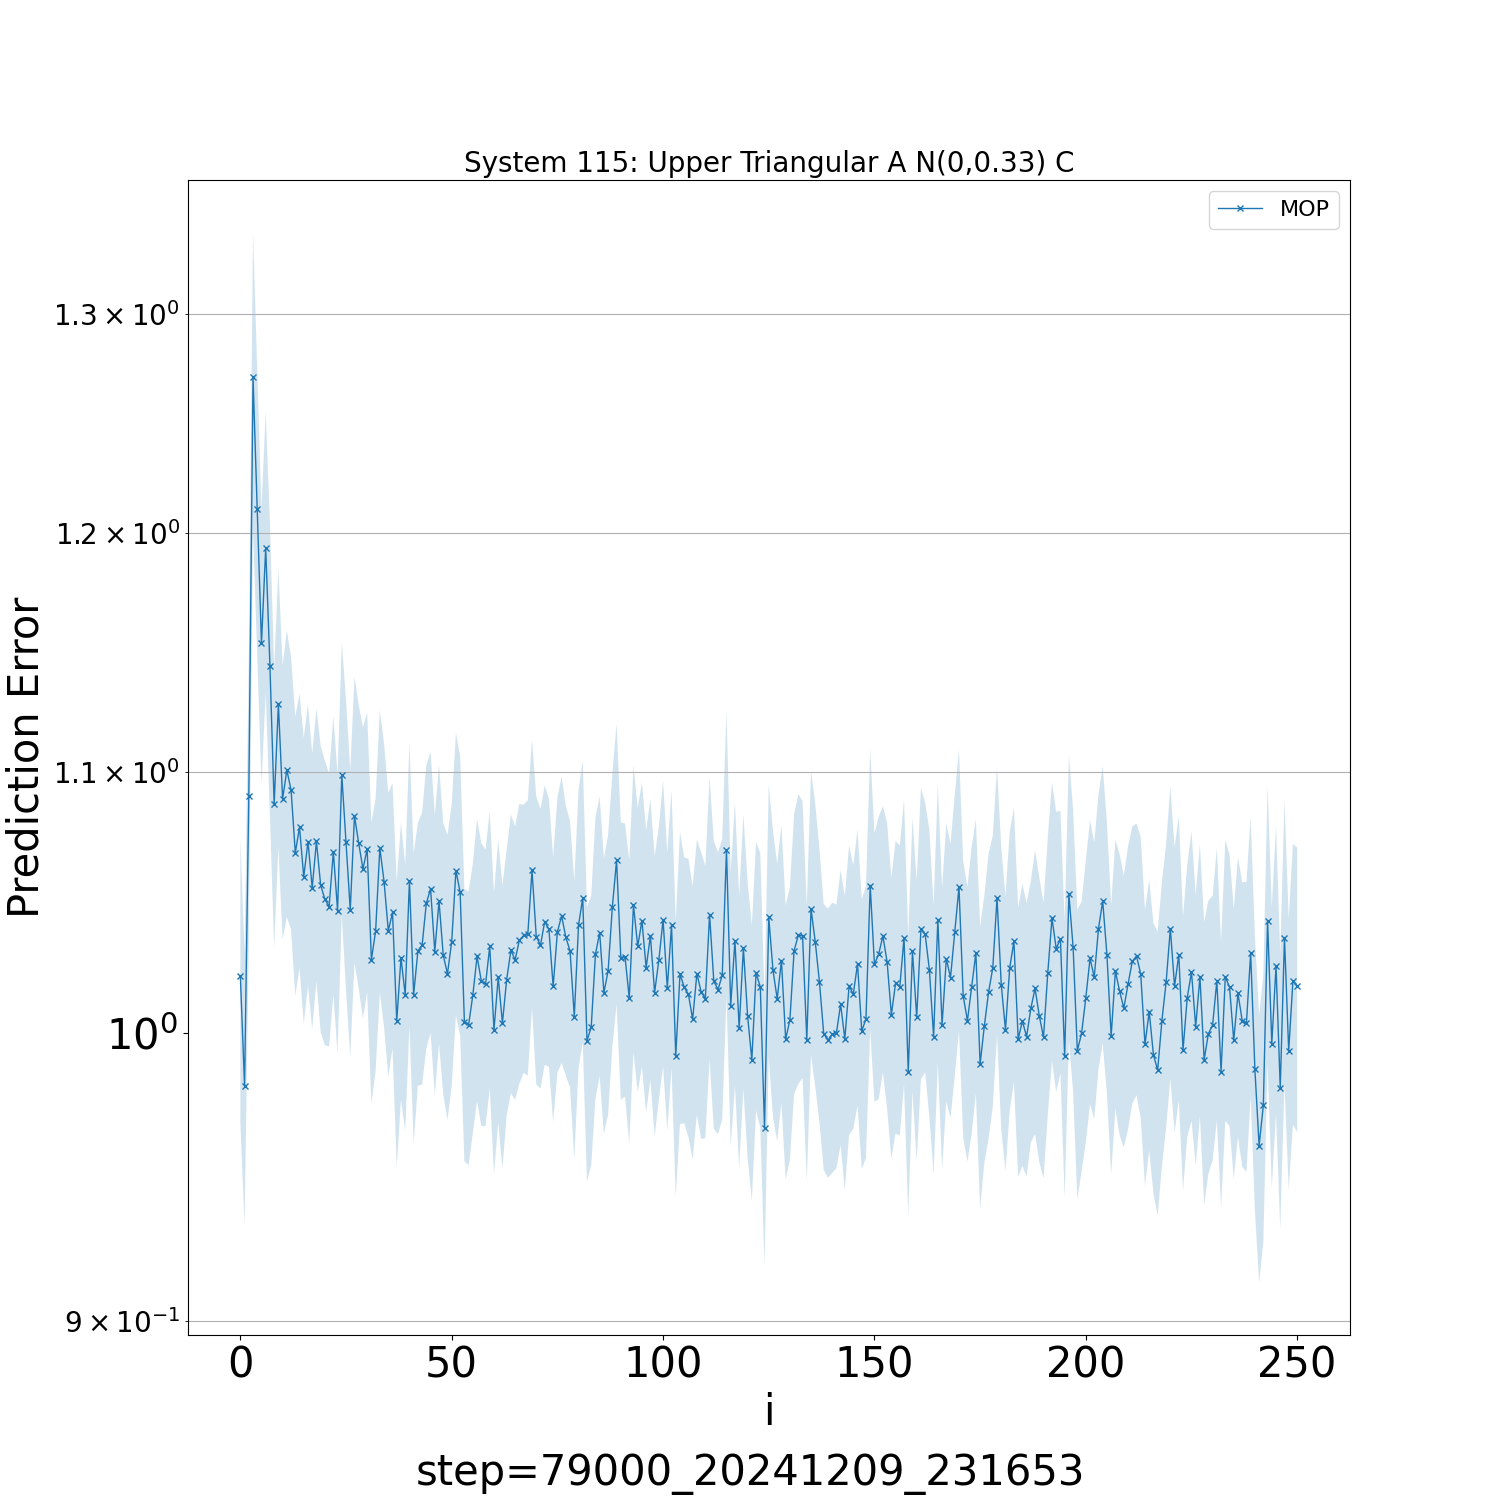 System 115: Upper Triangular A N(0,0.33) C
MOP
Prediction Error
1.3 × 10⁰
1.2 × 10⁰
1.1 × 10⁰
10⁰
9 × 10⁻¹
0 50 100 150 200 250
i
step=79000_20241209_231653